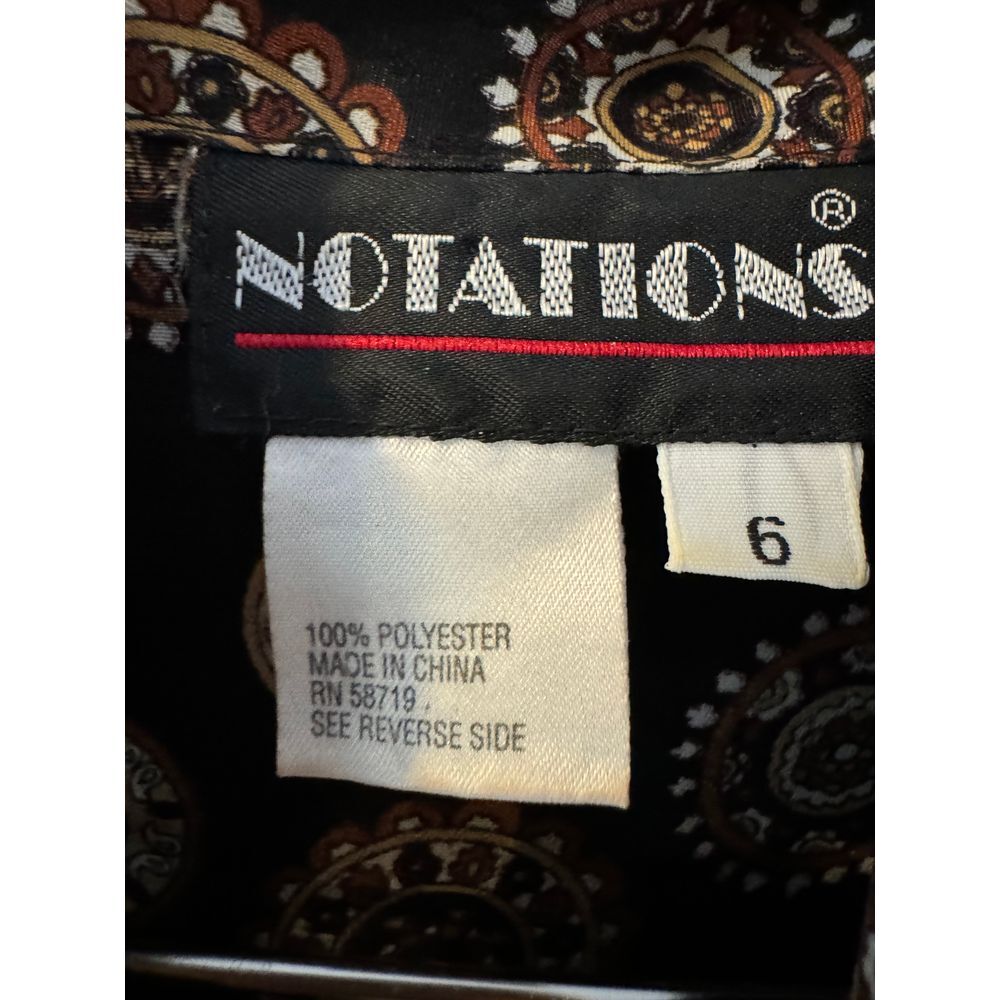 NOTATIONS®
100% POLYESTER
MADE IN CHINA
RN 58719
SEE REVERSE SIDE
6